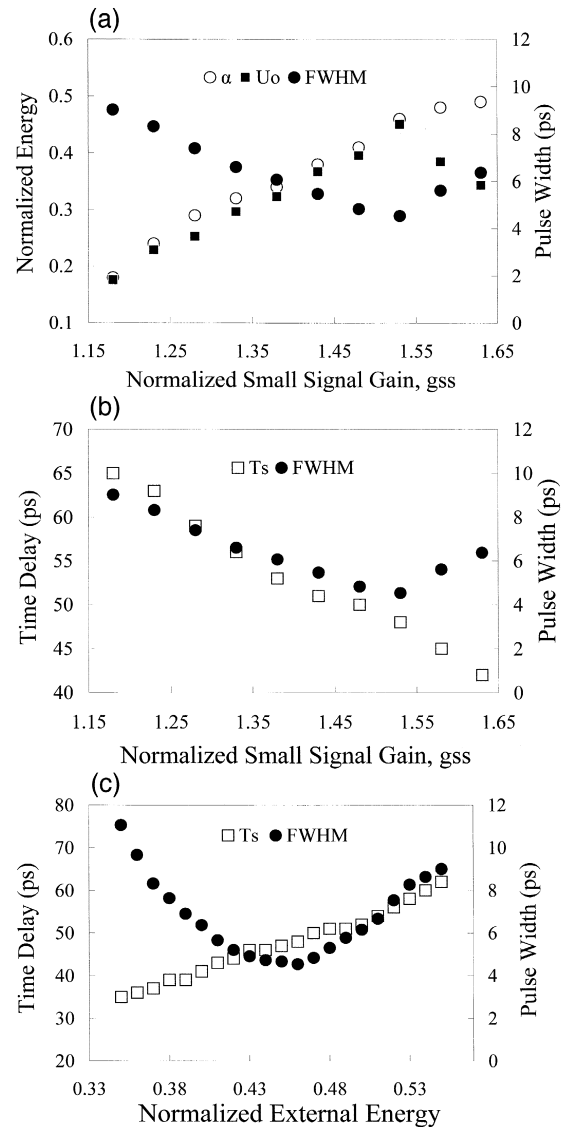 (a)
0.6
12
α Uo FWHM
0.5
10
8
0.4
6
0.3
4
0.2
2
0.1
0
Normalized Energy
Pulse Width (ps)
1.15 1.25 1.35 1.45 1.55 1.65
Normalized Small Signal Gain, gss
(b)
70
12
65
10
Ts FWHM
60
8
55
6
50
4
45
2
40
0
Time Delay (ps)
Pulse Width (ps)
1.15 1.25 1.35 1.45 1.55 1.65
Normalized Small Signal Gain, gss
(c)
80
12
Ts FWHM
70
10
60
8
50
6
40
4
30
2
20
0
Time Delay (ps)
Pulse Width (ps)
0.33 0.38 0.43 0.48 0.53
Normalized External Energy